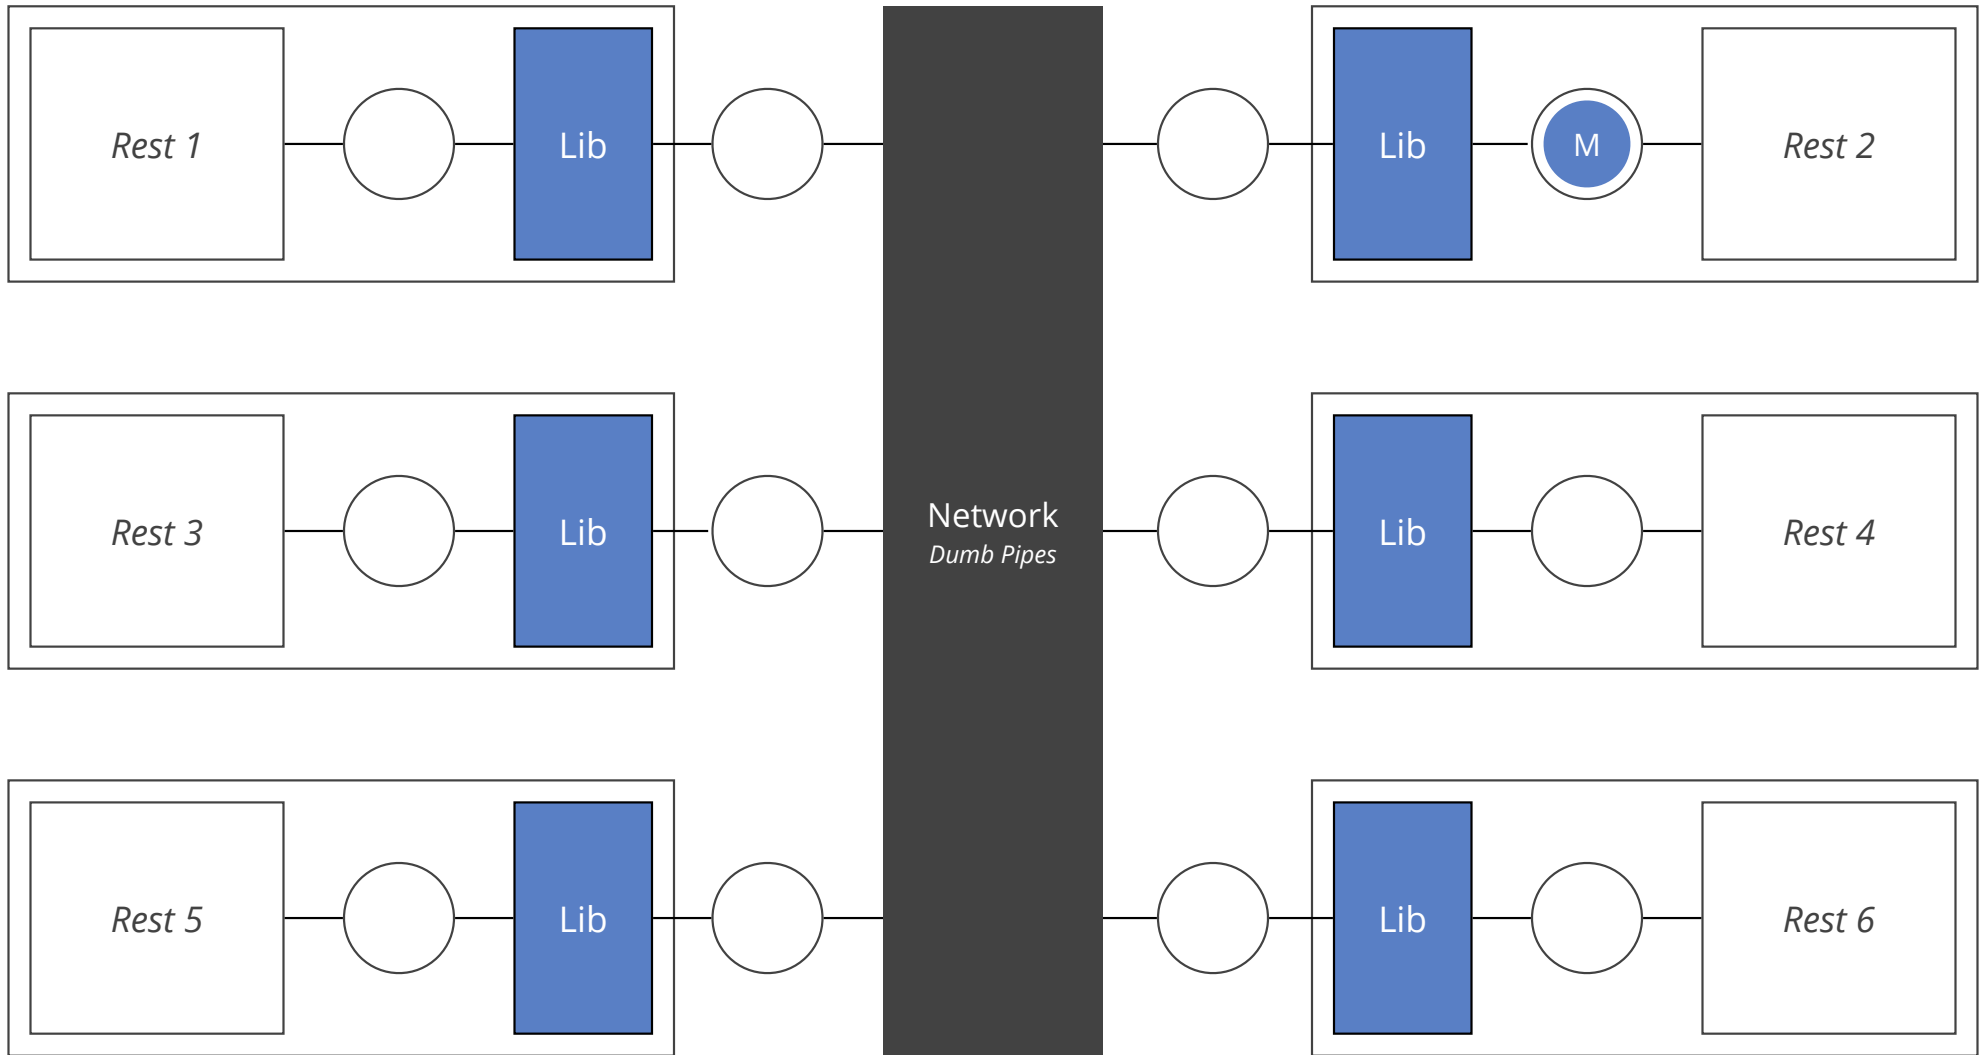 Rest 1
Lib
Lib
M
Rest 2
Rest 3
Lib
Network
Dumb Pipes
Lib
Rest 4
Rest 5
Lib
Lib
Rest 6